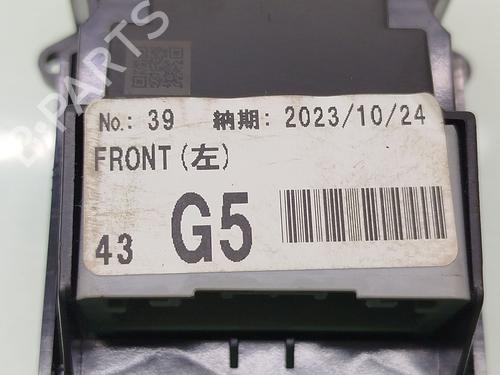 No.: 39 納期: 2023/10/24
FRONT(左)
43 G5
B-PARTS